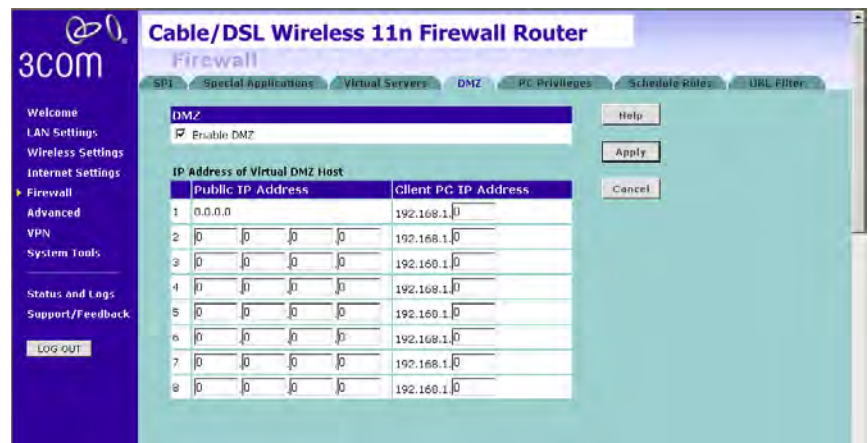 3COM
Cable/DSL Wireless 11n Firewall Router
Firewall
SPI Special Applications Virtual Servers DMZ PC Privileges Schedule Rules URL Filter
Welcome
LAN Settings
Wireless Settings
Internet Settings
Firewall
Advanced
VPN
System Tools
Status and Logs
Support/Feedback
LOG OUT
DMZ
Enable DMZ
IP Address of Virtual DMZ Host
Public IP Address Client PC IP Address
1 0.0.0.0 192.168.1.0
2 0 .0 .0 .0 192.168.1.0
3 0 .0 .0 .0 192.168.1.0
4 0 .0 .0 .0 192.168.1.0
5 0 .0 .0 .0 192.168.1.0
6 0 .0 .0 .0 192.168.1.0
7 0 .0 .0 .0 192.168.1.0
8 0 .0 .0 .0 192.168.1.0
Help
Apply
Cancel